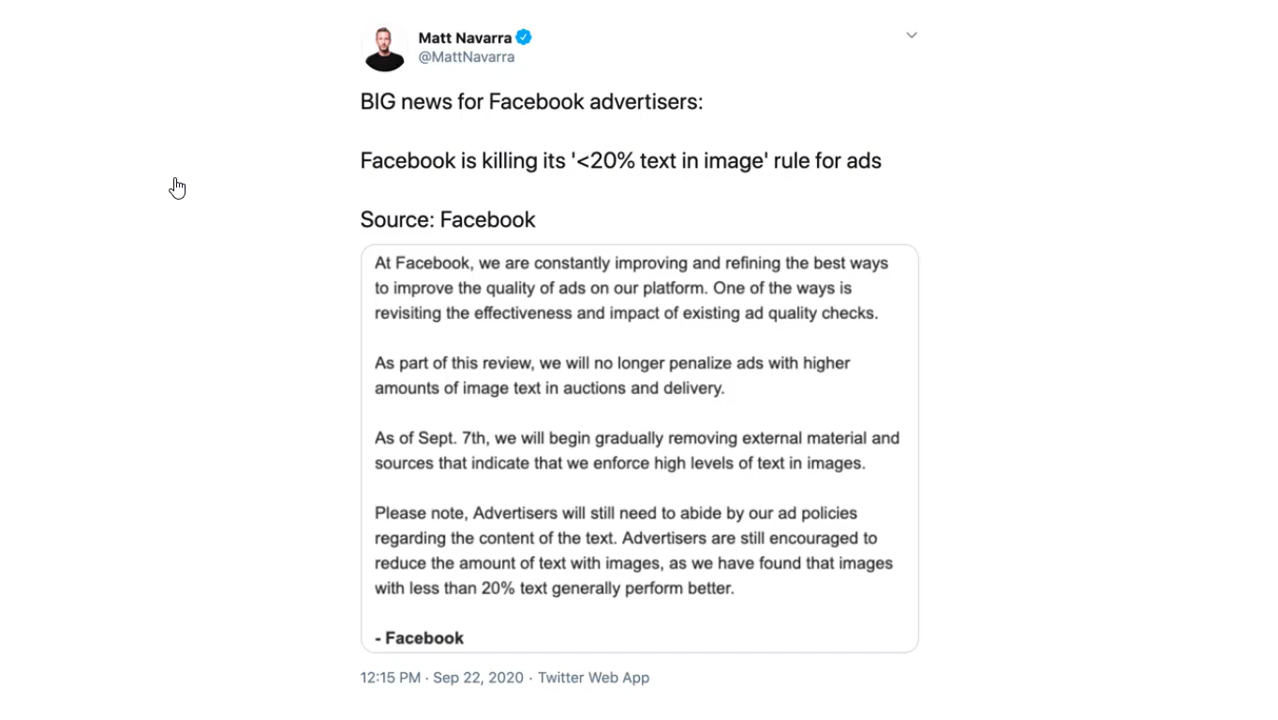 Matt Navarra
@MattNavarra
BIG news for Facebook advertisers:
Facebook is killing its '<20% text in image' rule for ads
Source: Facebook
At Facebook, we are constantly improving and refining the best ways
to improve the quality of ads on our platform. One of the ways is
revisiting the effectiveness and impact of existing ad quality checks.
As part of this review, we will no longer penalize ads with higher
amounts of image text in auctions and delivery.
As of Sept. 7th, we will begin gradually removing external material and
sources that indicate that we enforce high levels of text in images.
Please note, Advertisers will still need to abide by our ad policies
regarding the content of the text. Advertisers are still encouraged to
reduce the amount of text with images, as we have found that images
with less than 20% text generally perform better.
- Facebook
12:15 PM · Sep 22, 2020 · Twitter Web App